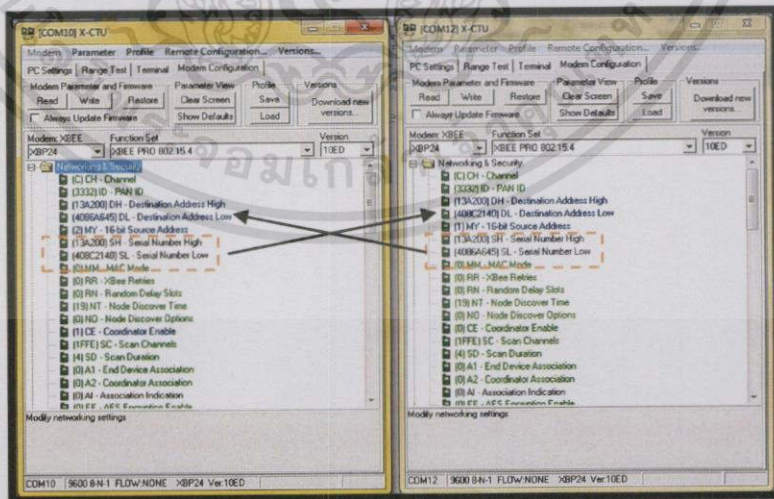 [COM10] X-CTU
Modem Parameter Profile Remote Configuration... Versions...
PC Settings Range Test Terminal Modem Configuration
Modem Parameter and Firmware Parameter View Profile Versions
Read Write Restore Clear Screen Save Download new
Always Update Firmware Show Defaults Load versions...
Modem: XBEE Function Set Version
XBP24 XBEE PRO 802.15.4 10ED
Networking & Security
(C) CH - Channel
(3332) ID - PAN ID
(13A200) DH - Destination Address High
(4086A645) DL - Destination Address Low
(2) MY - 16-bit Source Address
(13A200) SH - Serial Number High
(408C2140) SL - Serial Number Low
(0) MM - MAC Mode
(0) RR - XBee Retries
(0) RN - Random Delay Slots
(19) NT - Node Discover Time
(0) NO - Node Discover Options
(1) CE - Coordinator Enable
(1FFE) SC - Scan Channels
(4) SD - Scan Duration
(0) A1 - End Device Association
(0) A2 - Coordinator Association
(0) AI - Association Indication
(0) EE - AES Encryption Enable
Modify networking settings
COM10 9600 8-N-1 FLOW:NONE XBP24 Ver:10ED
[COM12] X-CTU
Modem Parameter Profile Remote Configuration... Versions...
PC Settings Range Test Terminal Modem Configuration
Modem Parameter and Firmware Parameter View Profile Versions
Read Write Restore Clear Screen Save Download new
Always Update Firmware Show Defaults Load versions...
Modem: XBEE Function Set Version
XBP24 XBEE PRO 802.15.4 10ED
Networking & Security
(C) CH - Channel
(3332) ID - PAN ID
(13A200) DH - Destination Address High
(408C2140) DL - Destination Address Low
(1) MY - 16-bit Source Address
(13A200) SH - Serial Number High
(4086A645) SL - Serial Number Low
(0) MM - MAC Mode
(0) RR - XBee Retries
(0) RN - Random Delay Slots
(19) NT - Node Discover Time
(0) NO - Node Discover Options
(0) CE - Coordinator Enable
(1FFE) SC - Scan Channels
(4) SD - Scan Duration
(0) A1 - End Device Association
(0) A2 - Coordinator Association
(0) AI - Association Indication
(0) EE - AES Encryption Enable
Modify networking settings
COM12 9600 8-N-1 FLOW:NONE XBP24 Ver:10ED